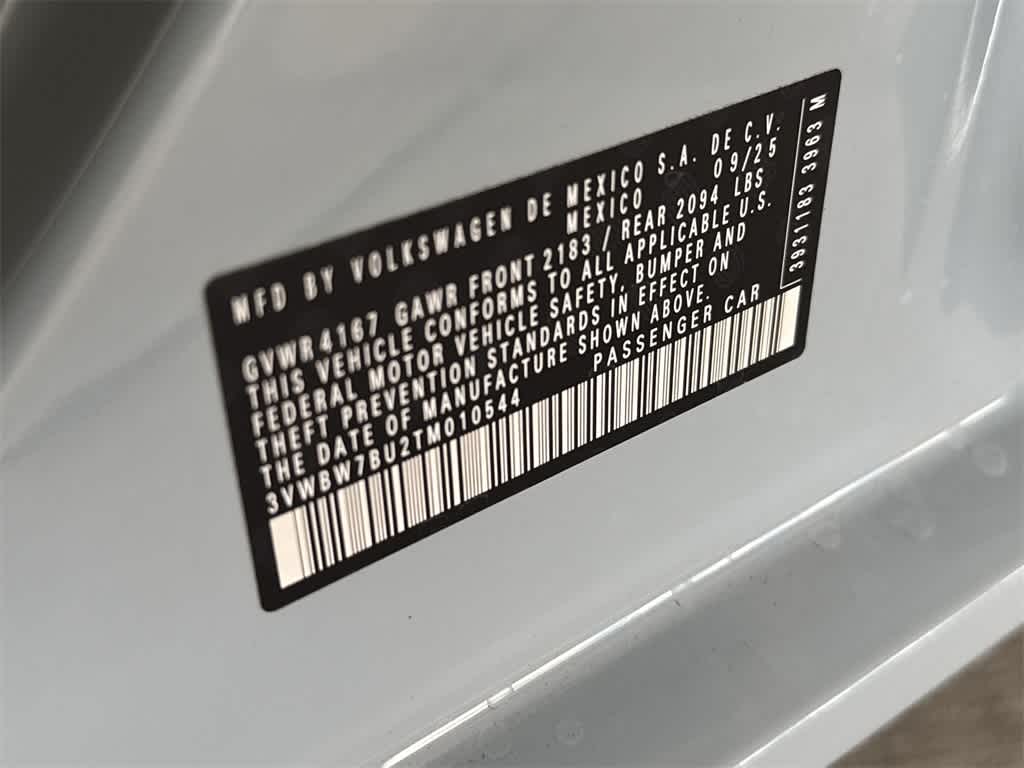 MFD BY VOLKSWAGEN DE MEXICO S.A. DE C.V.
MEXICO 09/25
GVWR 4167 GAWR FRONT 2183 / REAR 2094 LBS
THIS VEHICLE CONFORMS TO ALL APPLICABLE U.S.
FEDERAL MOTOR VEHICLE SAFETY, BUMPER AND
THEFT PREVENTION STANDARDS IN EFFECT ON
THE DATE OF MANUFACTURE SHOWN ABOVE.
3VWBW7BU2TM010544 PASSENGER CAR
3931183 3963 M